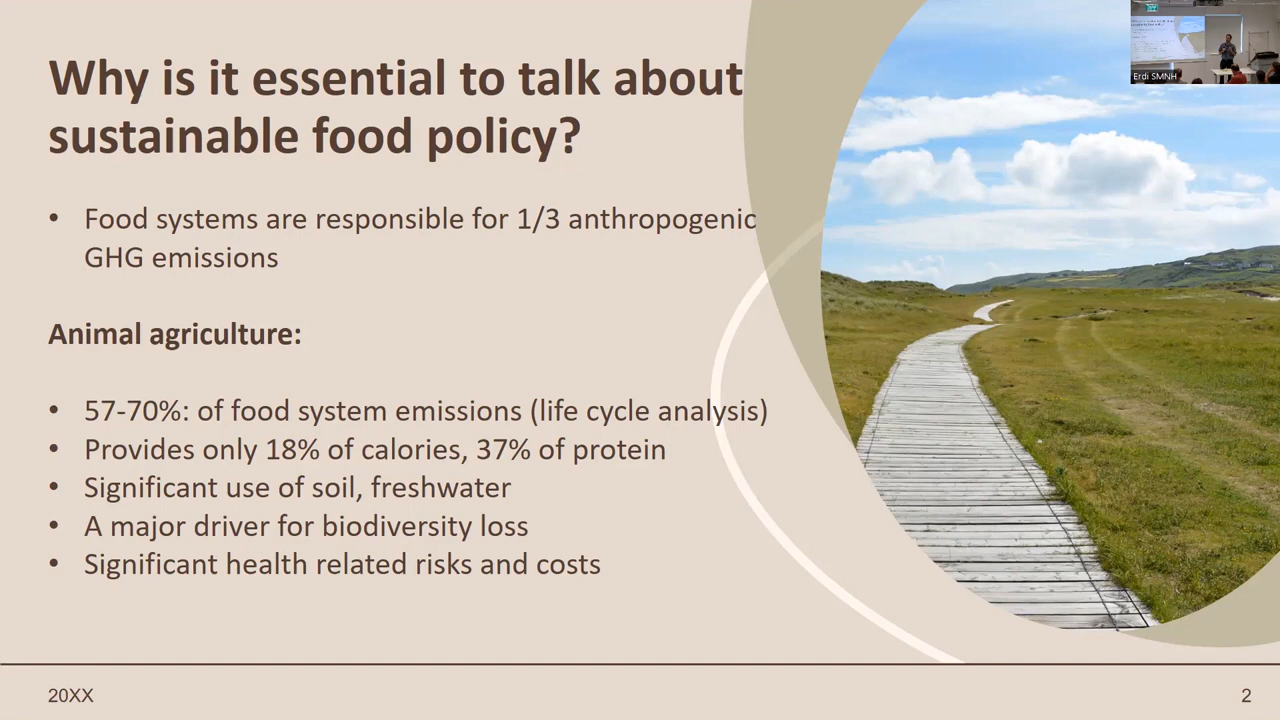 Why is it essential to talk about
sustainable food policy?
• Food systems are responsible for 1/3 anthropogenic
GHG emissions
Animal agriculture:
• 57-70%: of food system emissions (life cycle analysis)
• Provides only 18% of calories, 37% of protein
• Significant use of soil, freshwater
• A major driver for biodiversity loss
• Significant health related risks and costs
20XX
2
Erdi SMNH